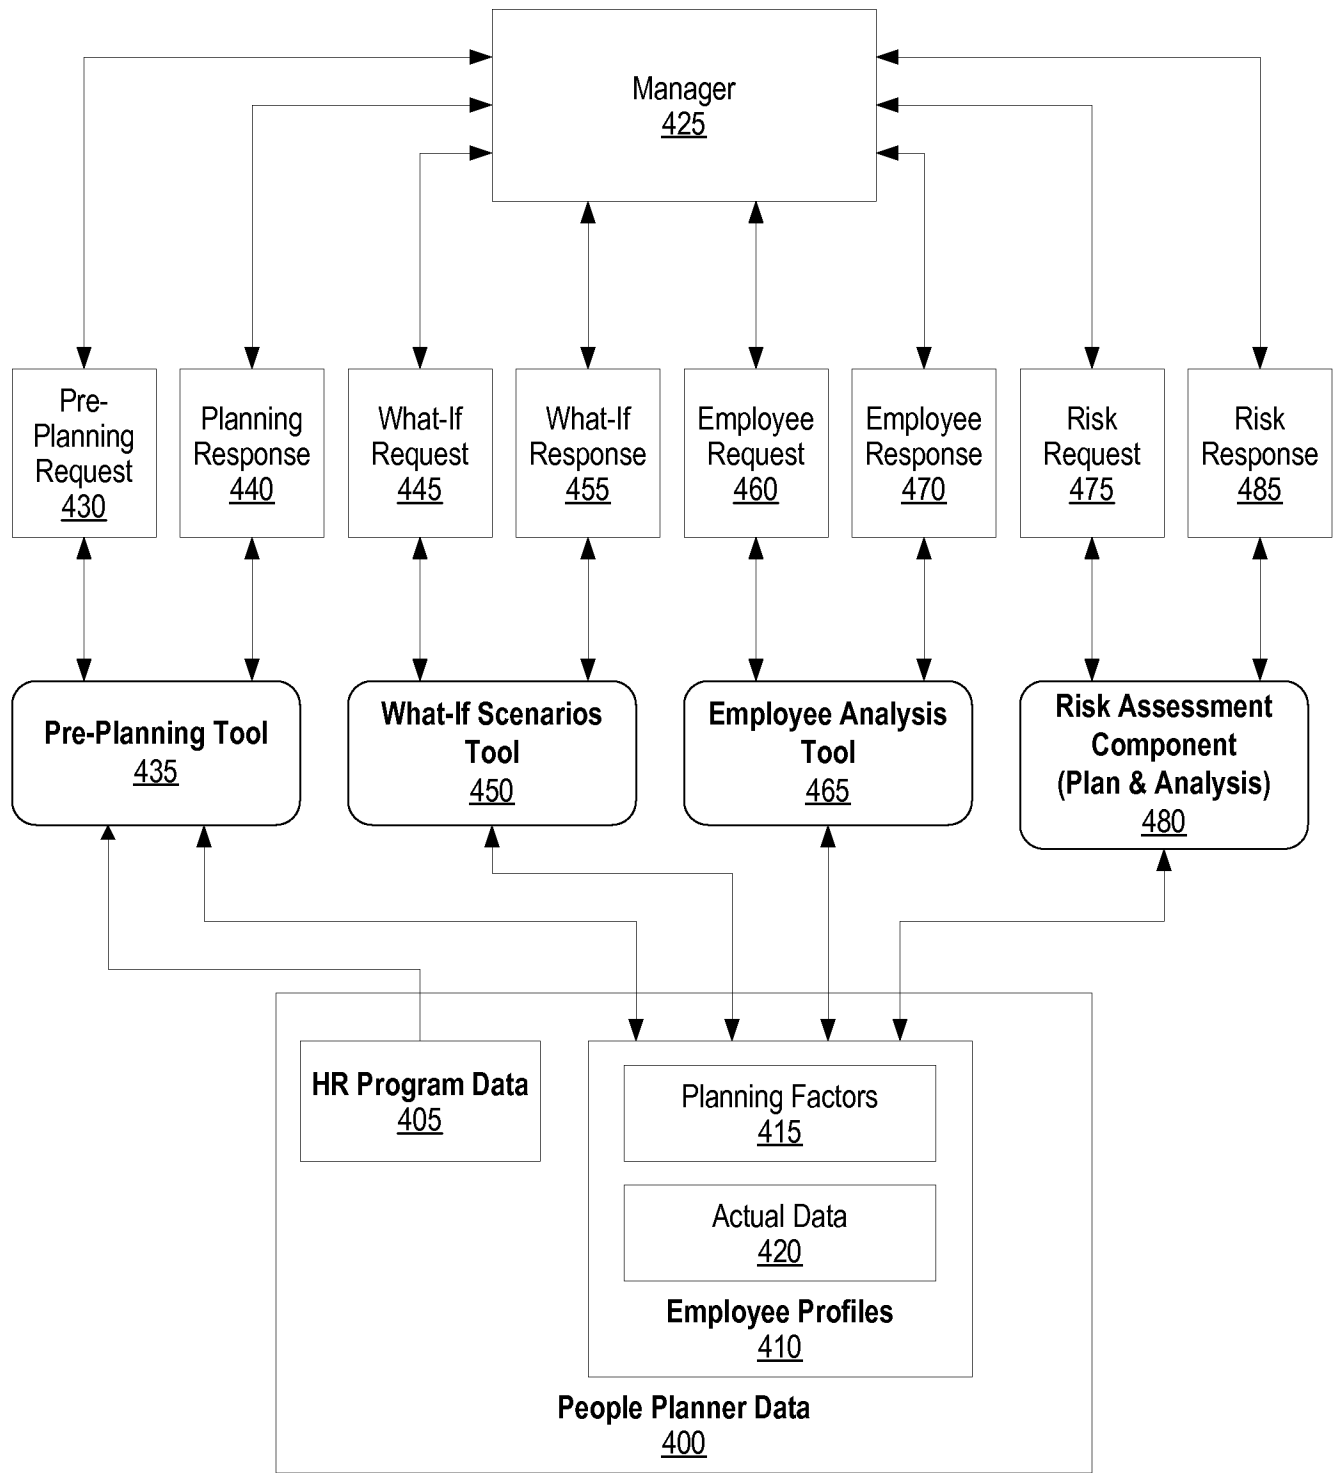 Manager
425
Pre-
Planning
Request
430
Planning
Response
440
What-If
Request
445
What-If
Response
455
Employee
Request
460
Employee
Response
470
Risk
Request
475
Risk
Response
485
Pre-Planning Tool
435
What-If Scenarios
Tool
450
Employee Analysis
Tool
465
Risk Assessment
Component
(Plan & Analysis)
480
HR Program Data
405
Planning Factors
415
Actual Data
420
Employee Profiles
410
People Planner Data
400